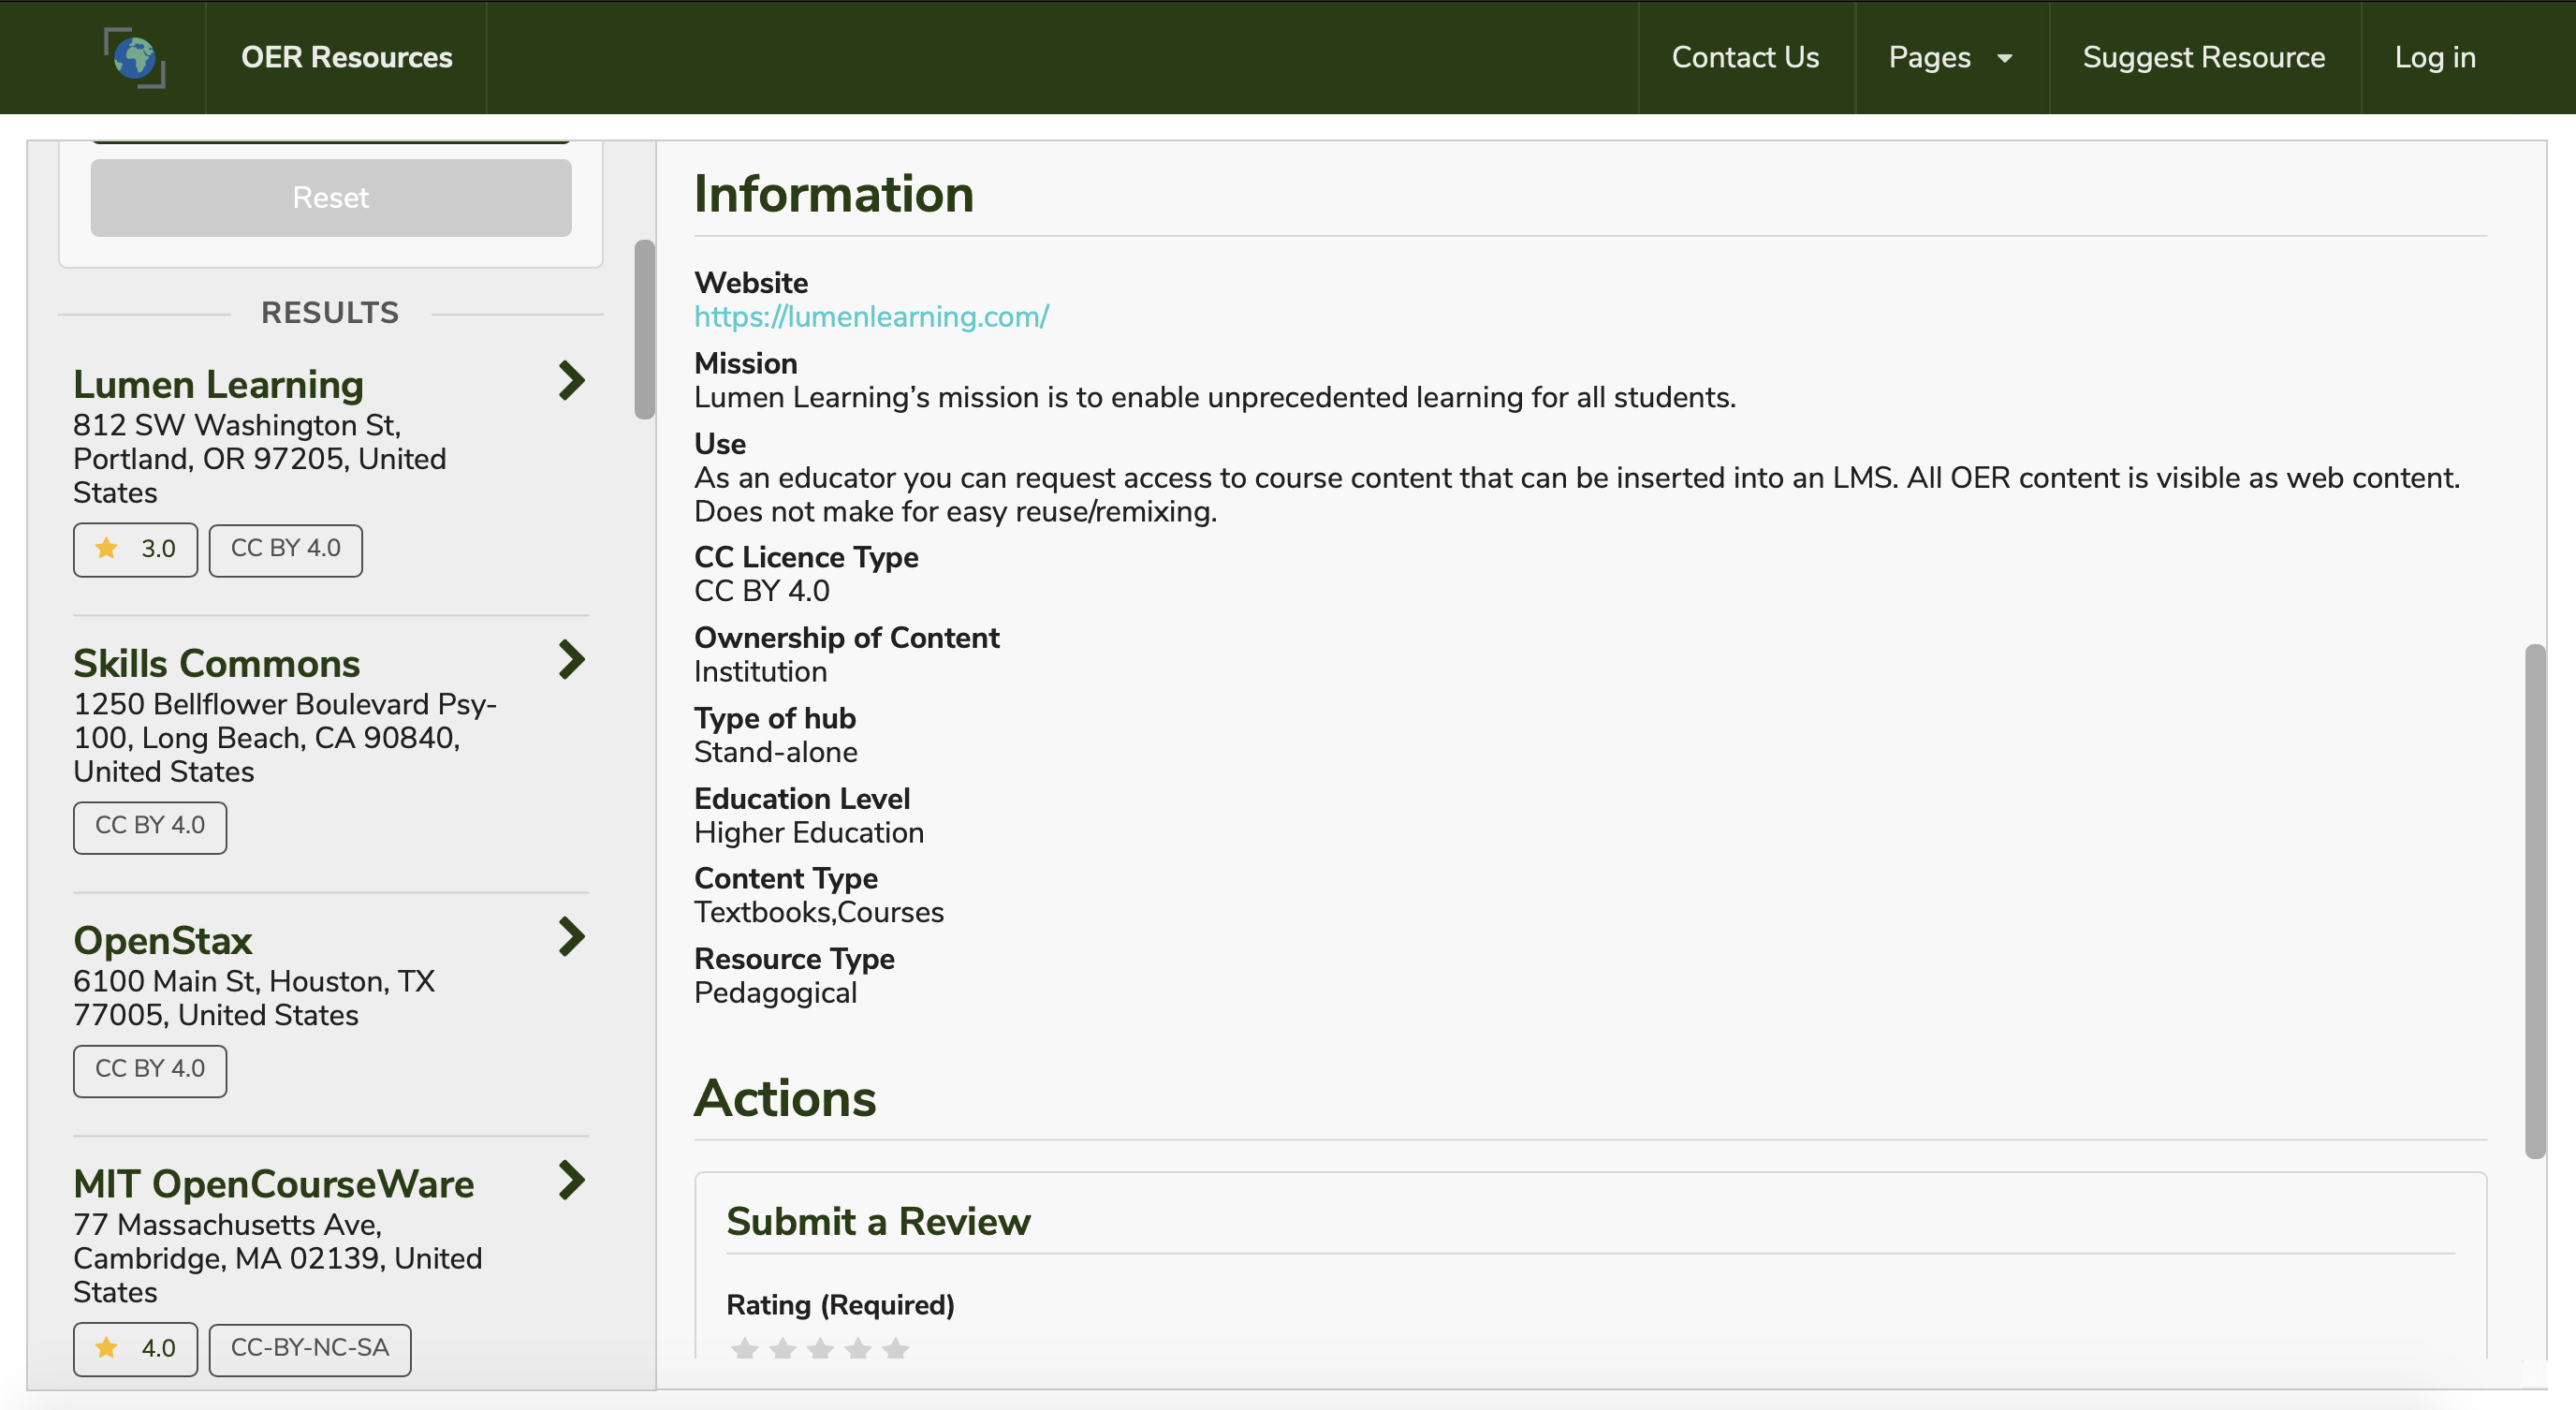 OER Resources
Contact Us
Pages
Suggest Resource
Log in
Reset
RESULTS
Lumen Learning
812 SW Washington St,
Portland, OR 97205, United
States
3.0
CC BY 4.0
Skills Commons
1250 Bellflower Boulevard Psy-
100, Long Beach, CA 90840,
United States
CC BY 4.0
OpenStax
6100 Main St, Houston, TX
77005, United States
CC BY 4.0
MIT OpenCourseWare
77 Massachusetts Ave,
Cambridge, MA 02139, United
States
4.0
CC-BY-NC-SA
Information
Website
https://lumenlearning.com/
Mission
Lumen Learning’s mission is to enable unprecedented learning for all students.
Use
As an educator you can request access to course content that can be inserted into an LMS. All OER content is visible as web content.
Does not make for easy reuse/remixing.
CC Licence Type
CC BY 4.0
Ownership of Content
Institution
Type of hub
Stand-alone
Education Level
Higher Education
Content Type
Textbooks,Courses
Resource Type
Pedagogical
Actions
Submit a Review
Rating (Required)